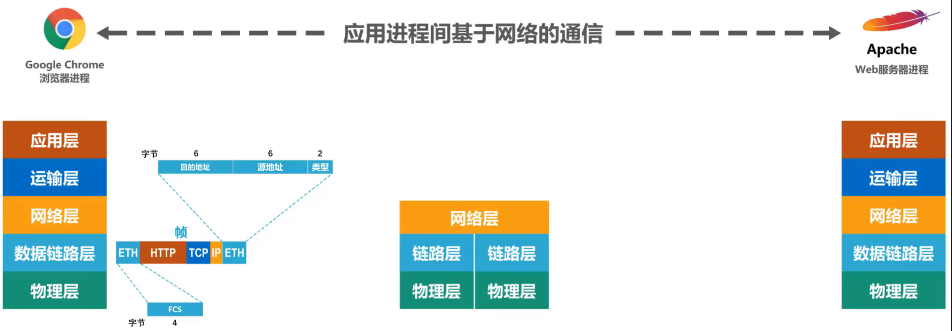 应用进程间基于网络的通信
Google Chrome
浏览器进程
Apache
Web服务器进程
应用层
运输层
网络层
数据链路层
物理层
字节 6 6 2
目的地址 源地址 类型
帧
ETH HTTP TCP IP ETH
FCS
字节 4
网络层
链路层 链路层
物理层 物理层
应用层
运输层
网络层
数据链路层
物理层